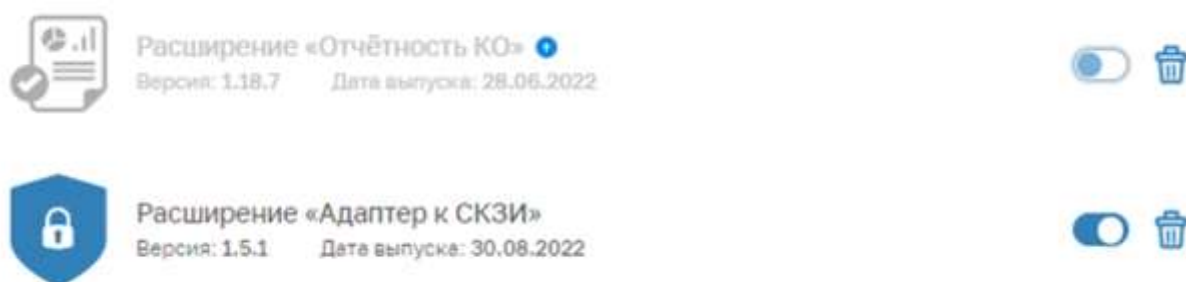 Расширение «Отчётность КО»
Версия: 1.18.7 Дата выпуска: 28.06.2022
Расширение «Адаптер к СКЗИ»
Версия: 1.5.1 Дата выпуска: 30.08.2022